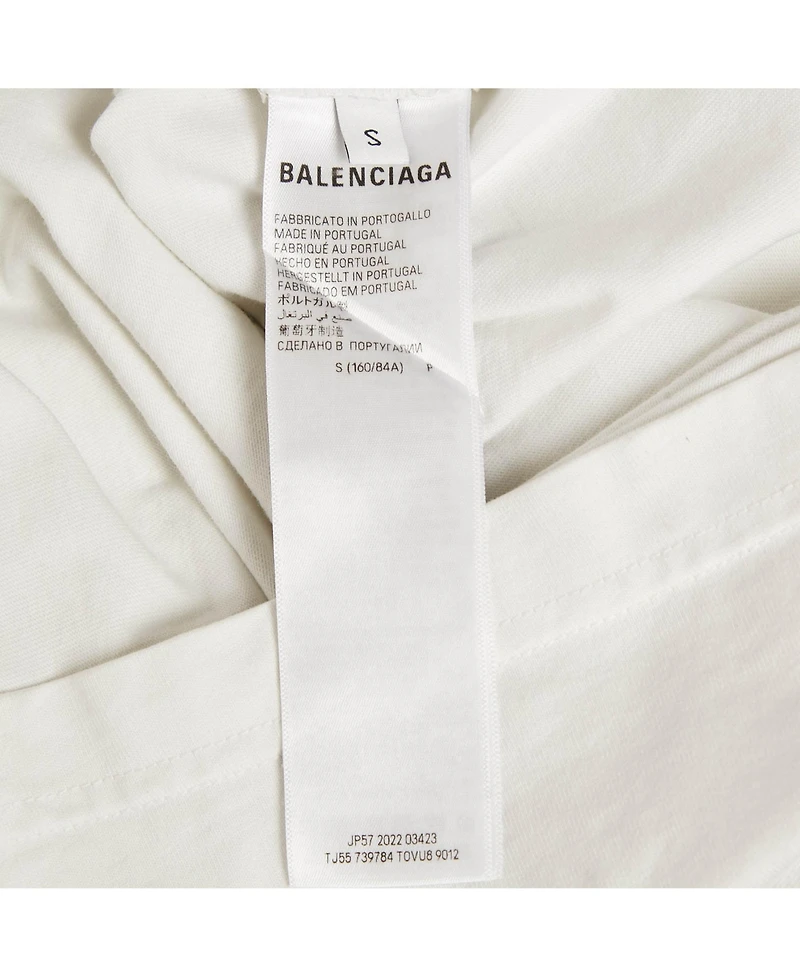 S
BALENCIAGA
FABBRICATO IN PORTOGALLO
MADE IN PORTUGAL
FABRIQUÉ AU PORTUGAL
HECHO EN PORTUGAL
HERGESTELLT IN PORTUGAL
FABRICADO EM PORTUGAL
ポルトガル製
صنع في البرتغال
葡萄牙制造
СДЕЛАНО В ПОРТУГАЛИИ
S (160/84A)
JP57 2022 03423
TJ55 739784 TOVU8 9012